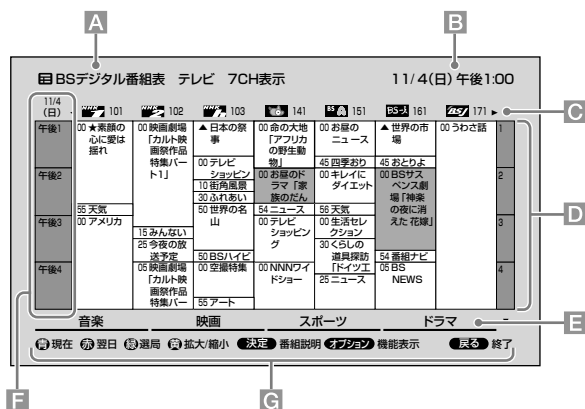 A
B
BSデジタル番組表 テレビ 7CH表示
11/4(日) 午後1:00
11/4
(日)
101
102
103
141
151
161
171
C
午後1
00 ★素顔の
心に愛は
揺れ
55 天気
00 アメリカ
00 映画劇場
「カルト映
画祭作品
特集パー
ト1」
15 みんない
25 今夜の放
送予定
05 映画劇場
「カルト映
画祭作品
特集パー
▲ 日本の祭
事
00 テレビ
ショッピン
10 街角風景
30 ふれあい
50 世界の名
山
50 BSハイビ
00 空撮特集
55 アート
00 命の大地
「アフリカ
の野生動
物」
00 お昼のド
ラマ「家
族のだん
54 ニュース
00 テレビ
ショッピン
グ
00 NNNワイ
ドショー
00 お昼の
ニュース
45 四季おり
00 キレイに
ダイエット
56 天気
00 生活セレ
クション
30 くらしの
道具探訪
「ドイツエ
25 ニュース
▲ 世界の市
場
45 おとりよ
00 BSサス
ペンス劇
場「神楽
の夜に消
えた 花嫁」
54 番組ナビ
05 BS
NEWS
00 うわさ話
1
午後2
2
D
午後3
3
午後4
4
音楽
映画
スポーツ
ドラマ
E
青 現在 赤 翌日 緑 選局 黄 拡大/縮小 決定 番組説明 オプション 機能表示 戻る 終了
F
G